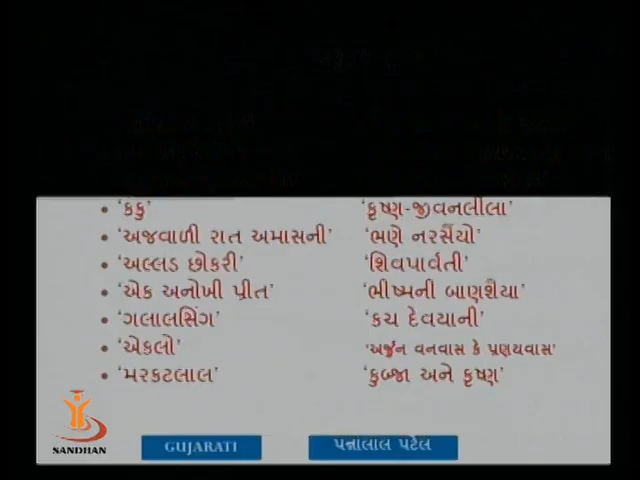 • 'કંકુ' 'કૃષ્ણ-જીવનલીલા'
• 'અજવાળી રાત અમાસની' 'ભણે નરસૈંયો'
• 'અલ્લડ છોકરી' 'શિવપાર્વતી'
• 'એક અનોખી પ્રીત' 'ભીષ્મની બાણશૈયા'
• 'ગલાલસિંગ' 'કચ દેવયાની'
• 'એકલો' 'અર્જુન વનવાસ કે પ્રણયવાસ'
• 'મરકટલાલ' 'કુબ્જા અને કૃષ્ણ'
SANDHAN
GUJARATI પન્નાલાલ પટેલ